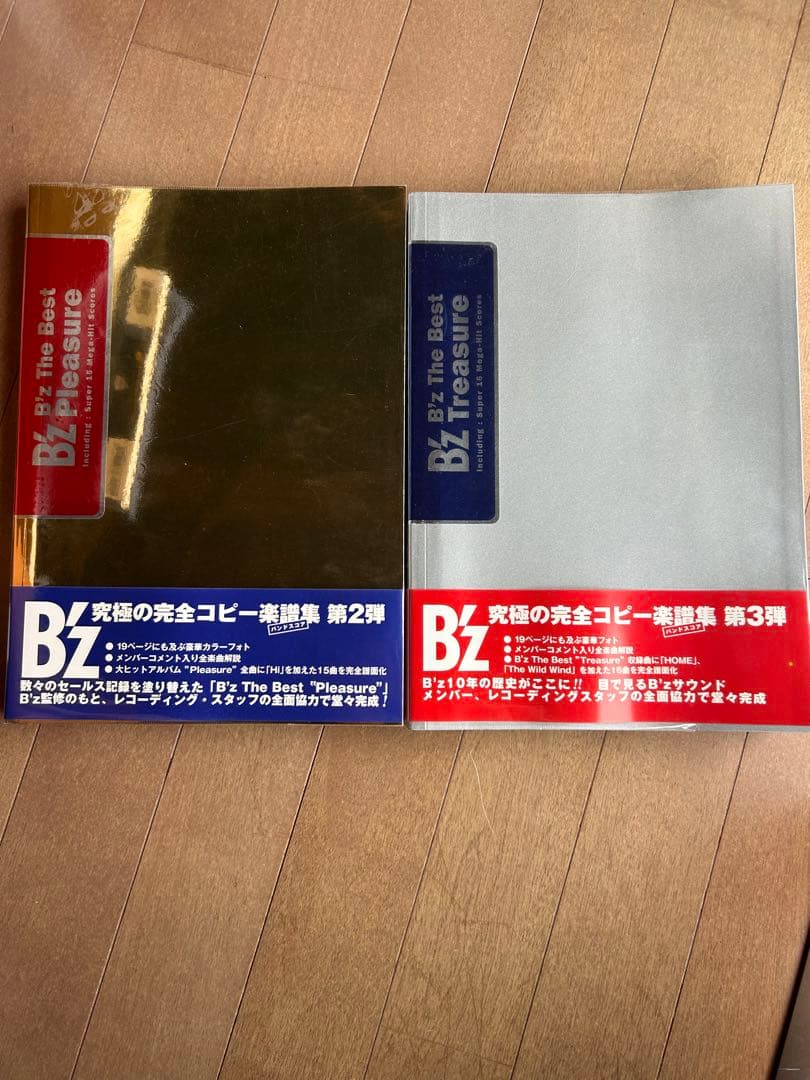 B'z
B'z The Best
Pleasure
Including : Super 15 Mega-Hit Scores
B'z
究極の完全コピー楽譜集 第2弾
バンドスコア
● 19ページにも及ぶ豪華カラーフォト
● メンバーコメント入り全楽曲解説
● 大ヒットアルバム "Pleasure" 全曲に「Hi」を加えた15曲を完全譜面化
数々のセールス記録を塗り替えた「B'z The Best "Pleasure"」
B'z監修のもと、レコーディング・スタッフの全面協力で堂々完成!
B'z
B'z The Best
Treasure
Including : Super 15 Mega-Hit Scores
B'z
究極の完全コピー楽譜集 第3弾
バンドスコア
● 19ページにも及ぶ豪華フォト
● メンバーコメント入り全楽曲解説
● B'z The Best "Treasure" 収録曲に「HOME」、
「The Wild Wind」を加えた15曲を完全譜面化
B'z10年の歴史がここに!! 目で見るB'zサウンド
メンバー、レコーディングスタッフの全面協力で堂々完成